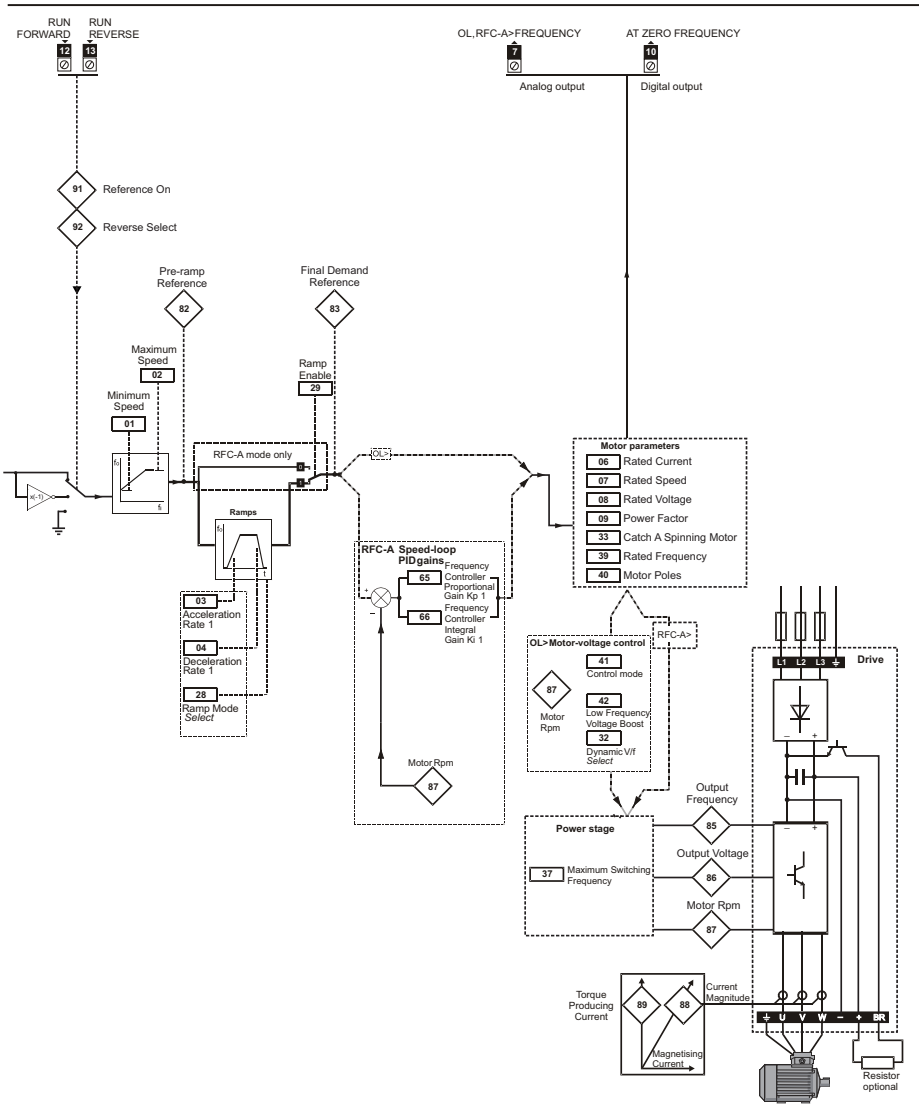 RUN
FORWARD
RUN
REVERSE
12
13
OL,RFC-A>FREQUENCY
AT ZERO FREQUENCY
7
10
Analog output
Digital output
91
Reference On
92
Reverse Select
Pre-ramp
Reference
82
Final Demand
Reference
83
Maximum
Speed
02
Minimum
Speed
01
Ramp
Enable
29
RFC-A mode only
OL>
x(-1)
Ramps
t
03
Acceleration
Rate 1
04
Deceleration
Rate 1
28
Ramp Mode
Select
RFC-A Speed-loop
PID gains
65
Frequency
Controller
Proportional
Gain Kp 1
66
Frequency
Controller
Integral
Gain Ki 1
+
–
Motor Rpm
87
Motor parameters
06 Rated Current
07 Rated Speed
08 Rated Voltage
09 Power Factor
33 Catch A Spinning Motor
39 Rated Frequency
40 Motor Poles
RFC-A>
OL>Motor-voltage control
41
Control mode
87
Motor
Rpm
42
Low Frequency
Voltage Boost
32
Dynamic V/f
Select
Power stage
37 Maximum Switching
Frequency
Output
Frequency
85
Output Voltage
86
Motor Rpm
87
L1 L2 L3
Drive
– +
– +
Torque
Producing
Current
89
88
Current
Magnitude
Magnetising
Current
U V W – + BR
Resistor
optional